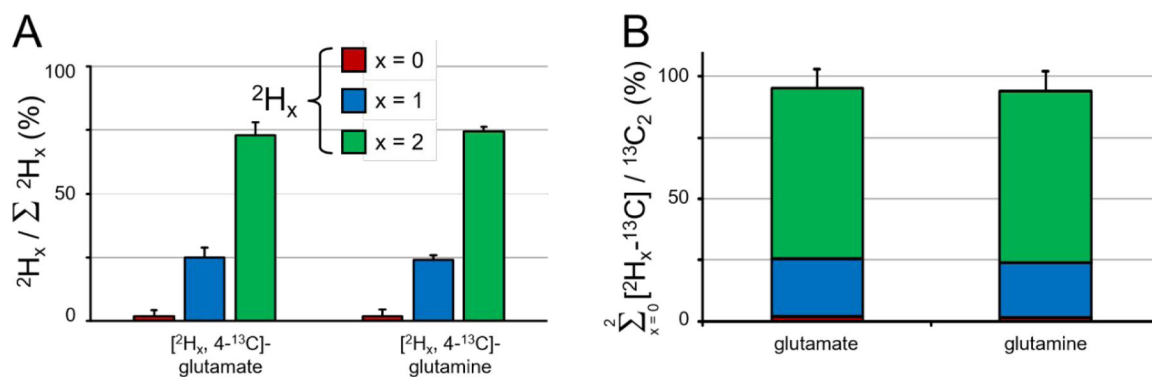 A
²Hₓ / Σ ²Hₓ (%)
100
50
0
²Hₓ
x = 0
x = 1
x = 2
[²Hₓ, 4-¹³C]-
glutamate
[²Hₓ, 4-¹³C]-
glutamine
B
²Σₓ₌₀ [²Hₓ-¹³C] / ¹³C₂ (%)
100
50
0
glutamate
glutamine